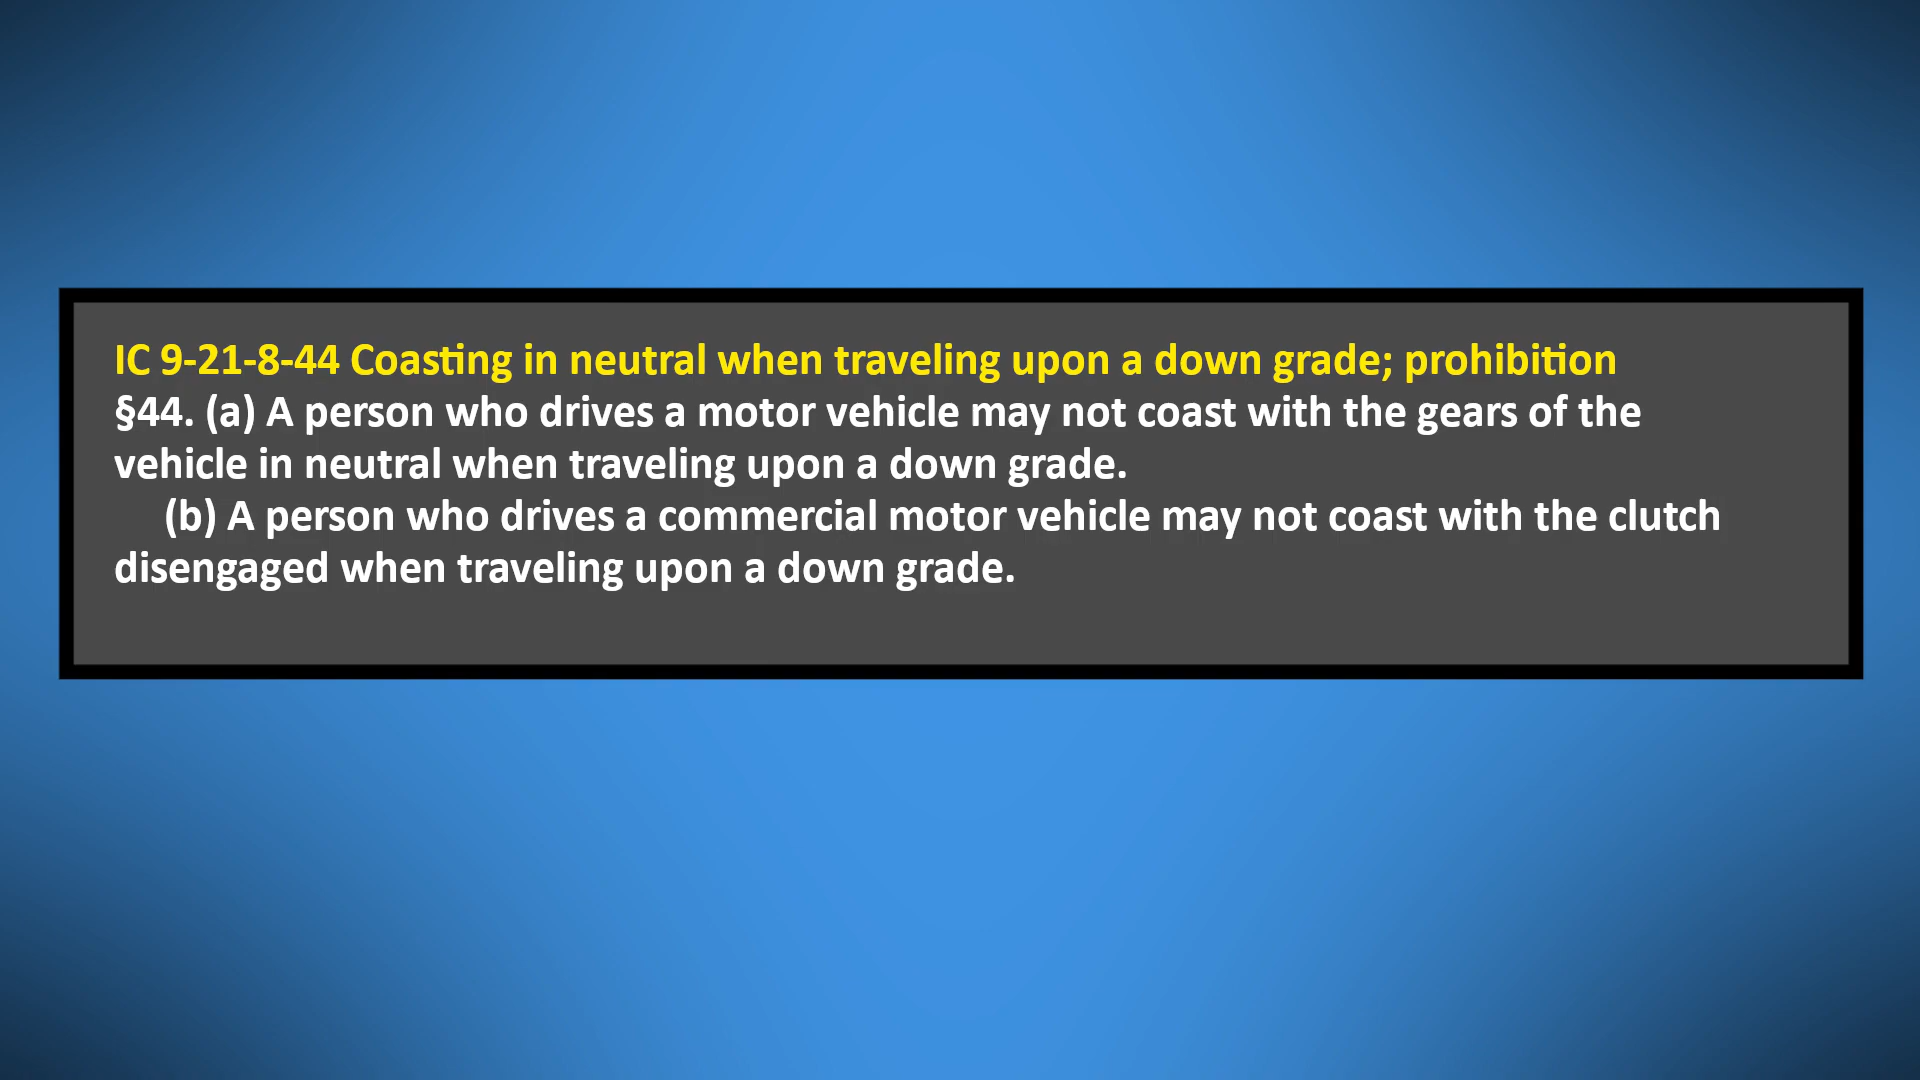 IC 9-21-8-44 Coasting in neutral when traveling upon a down grade; prohibition
§44. (a) A person who drives a motor vehicle may not coast with the gears of the
vehicle in neutral when traveling upon a down grade.
(b) A person who drives a commercial motor vehicle may not coast with the clutch
disengaged when traveling upon a down grade.